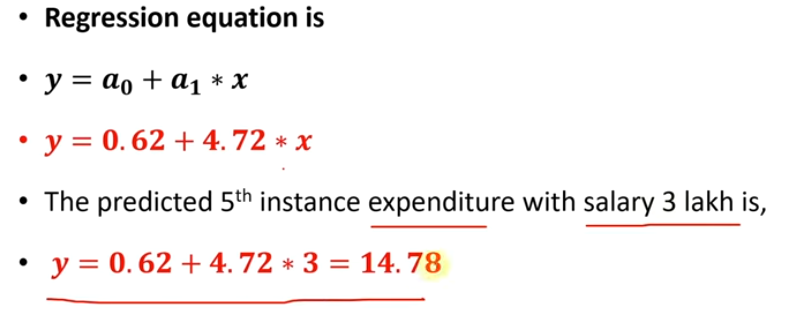 • Regression equation is
• y = a₀ + a₁ * x
• y = 0.62 + 4.72 * x
• The predicted 5ᵗʰ instance expenditure with salary 3 lakh is,
• y = 0.62 + 4.72 * 3 = 14.78